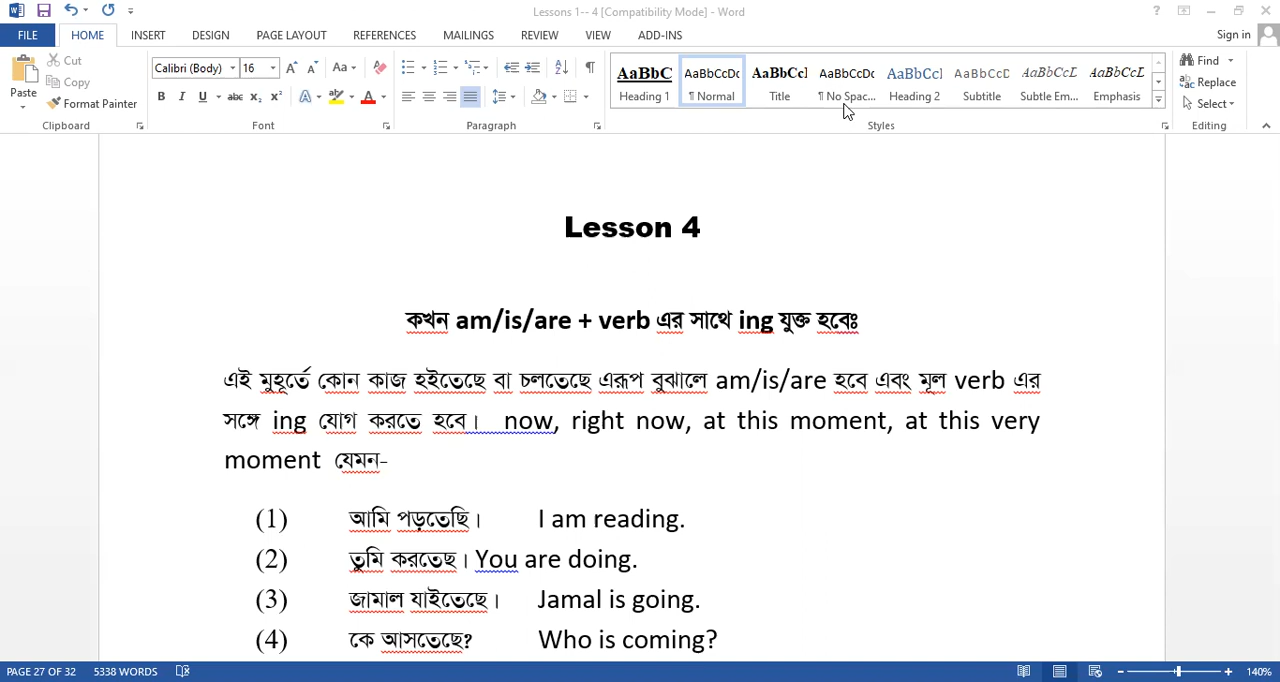 Lessons 1-- 4 [Compatibility Mode] - Word
FILE HOME INSERT DESIGN PAGE LAYOUT REFERENCES MAILINGS REVIEW VIEW ADD-INS Sign in
Cut
Copy
Format Painter
Paste
Calibri (Body) 16
AaBbC AaBbCcDc AaBbCcl AaBbCcDc AaBbCcl AaBbCcD AaBbCcL AaBbCcL
Heading 1 ¶ Normal Title ¶ No Spac... Heading 2 Subtitle Subtle Em... Emphasis
Find
Replace
Select
Clipboard Font Paragraph Styles Editing
Lesson 4
কখন am/is/are + verb এর সাথে ing যুক্ত হবেঃ
এই মুহূর্তে কোন কাজ হইতেছে বা চলতেছে এরূপ বুঝালে am/is/are হবে এবং মূল verb এর
সঙ্গে ing যোগ করতে হবে। now, right now, at this moment, at this very
moment যেমন-
(1) আমি পড়তেছি। I am reading.
(2) তুমি করতেছ। You are doing.
(3) জামাল যাইতেছে। Jamal is going.
(4) কে আসতেছে? Who is coming?
PAGE 27 OF 32 5338 WORDS 140%